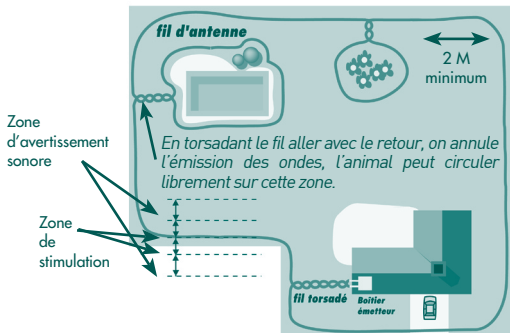 fil d'antenne
2 M
minimum
Zone
d'avertissement
sonore
En torsadant le fil aller avec le retour, on annule
l'émission des ondes, l'animal peut circuler
librement sur cette zone.
Zone
de
stimulation
fil torsadé
Boîtier
émetteur